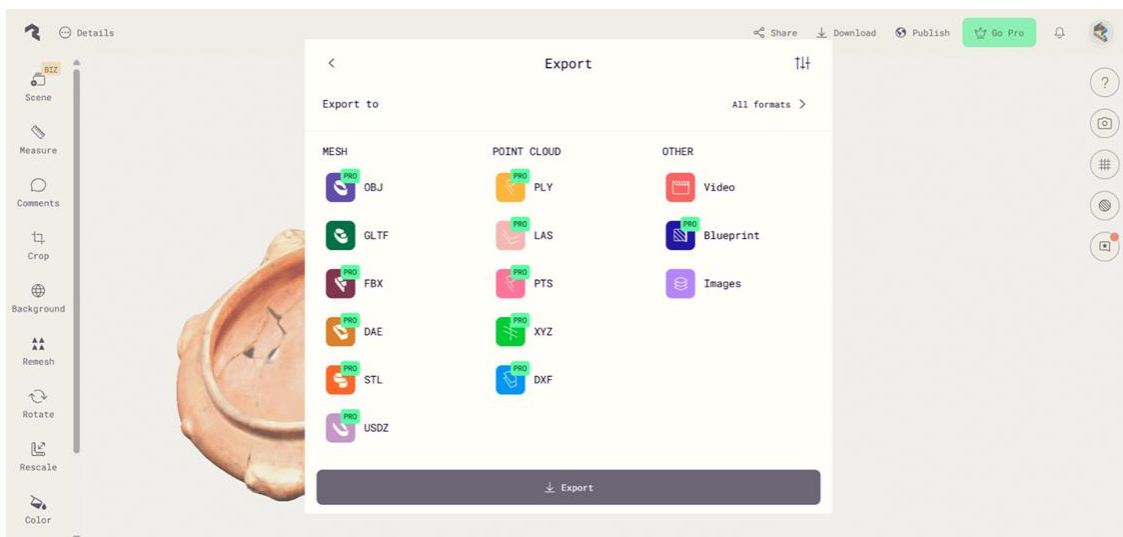 Details
Share
Download
Publish
Go Pro
BIZ
Scene
Measure
Comments
Crop
Background
Remesh
Rotate
Rescale
Color
Export
Export to
All formats
MESH
PRO
OBJ
GLTF
PRO
FBX
PRO
DAE
PRO
STL
PRO
USDZ
POINT CLOUD
PRO
PLY
PRO
LAS
PRO
PTS
PRO
XYZ
PRO
DXF
OTHER
Video
PRO
Blueprint
Images
Export
?